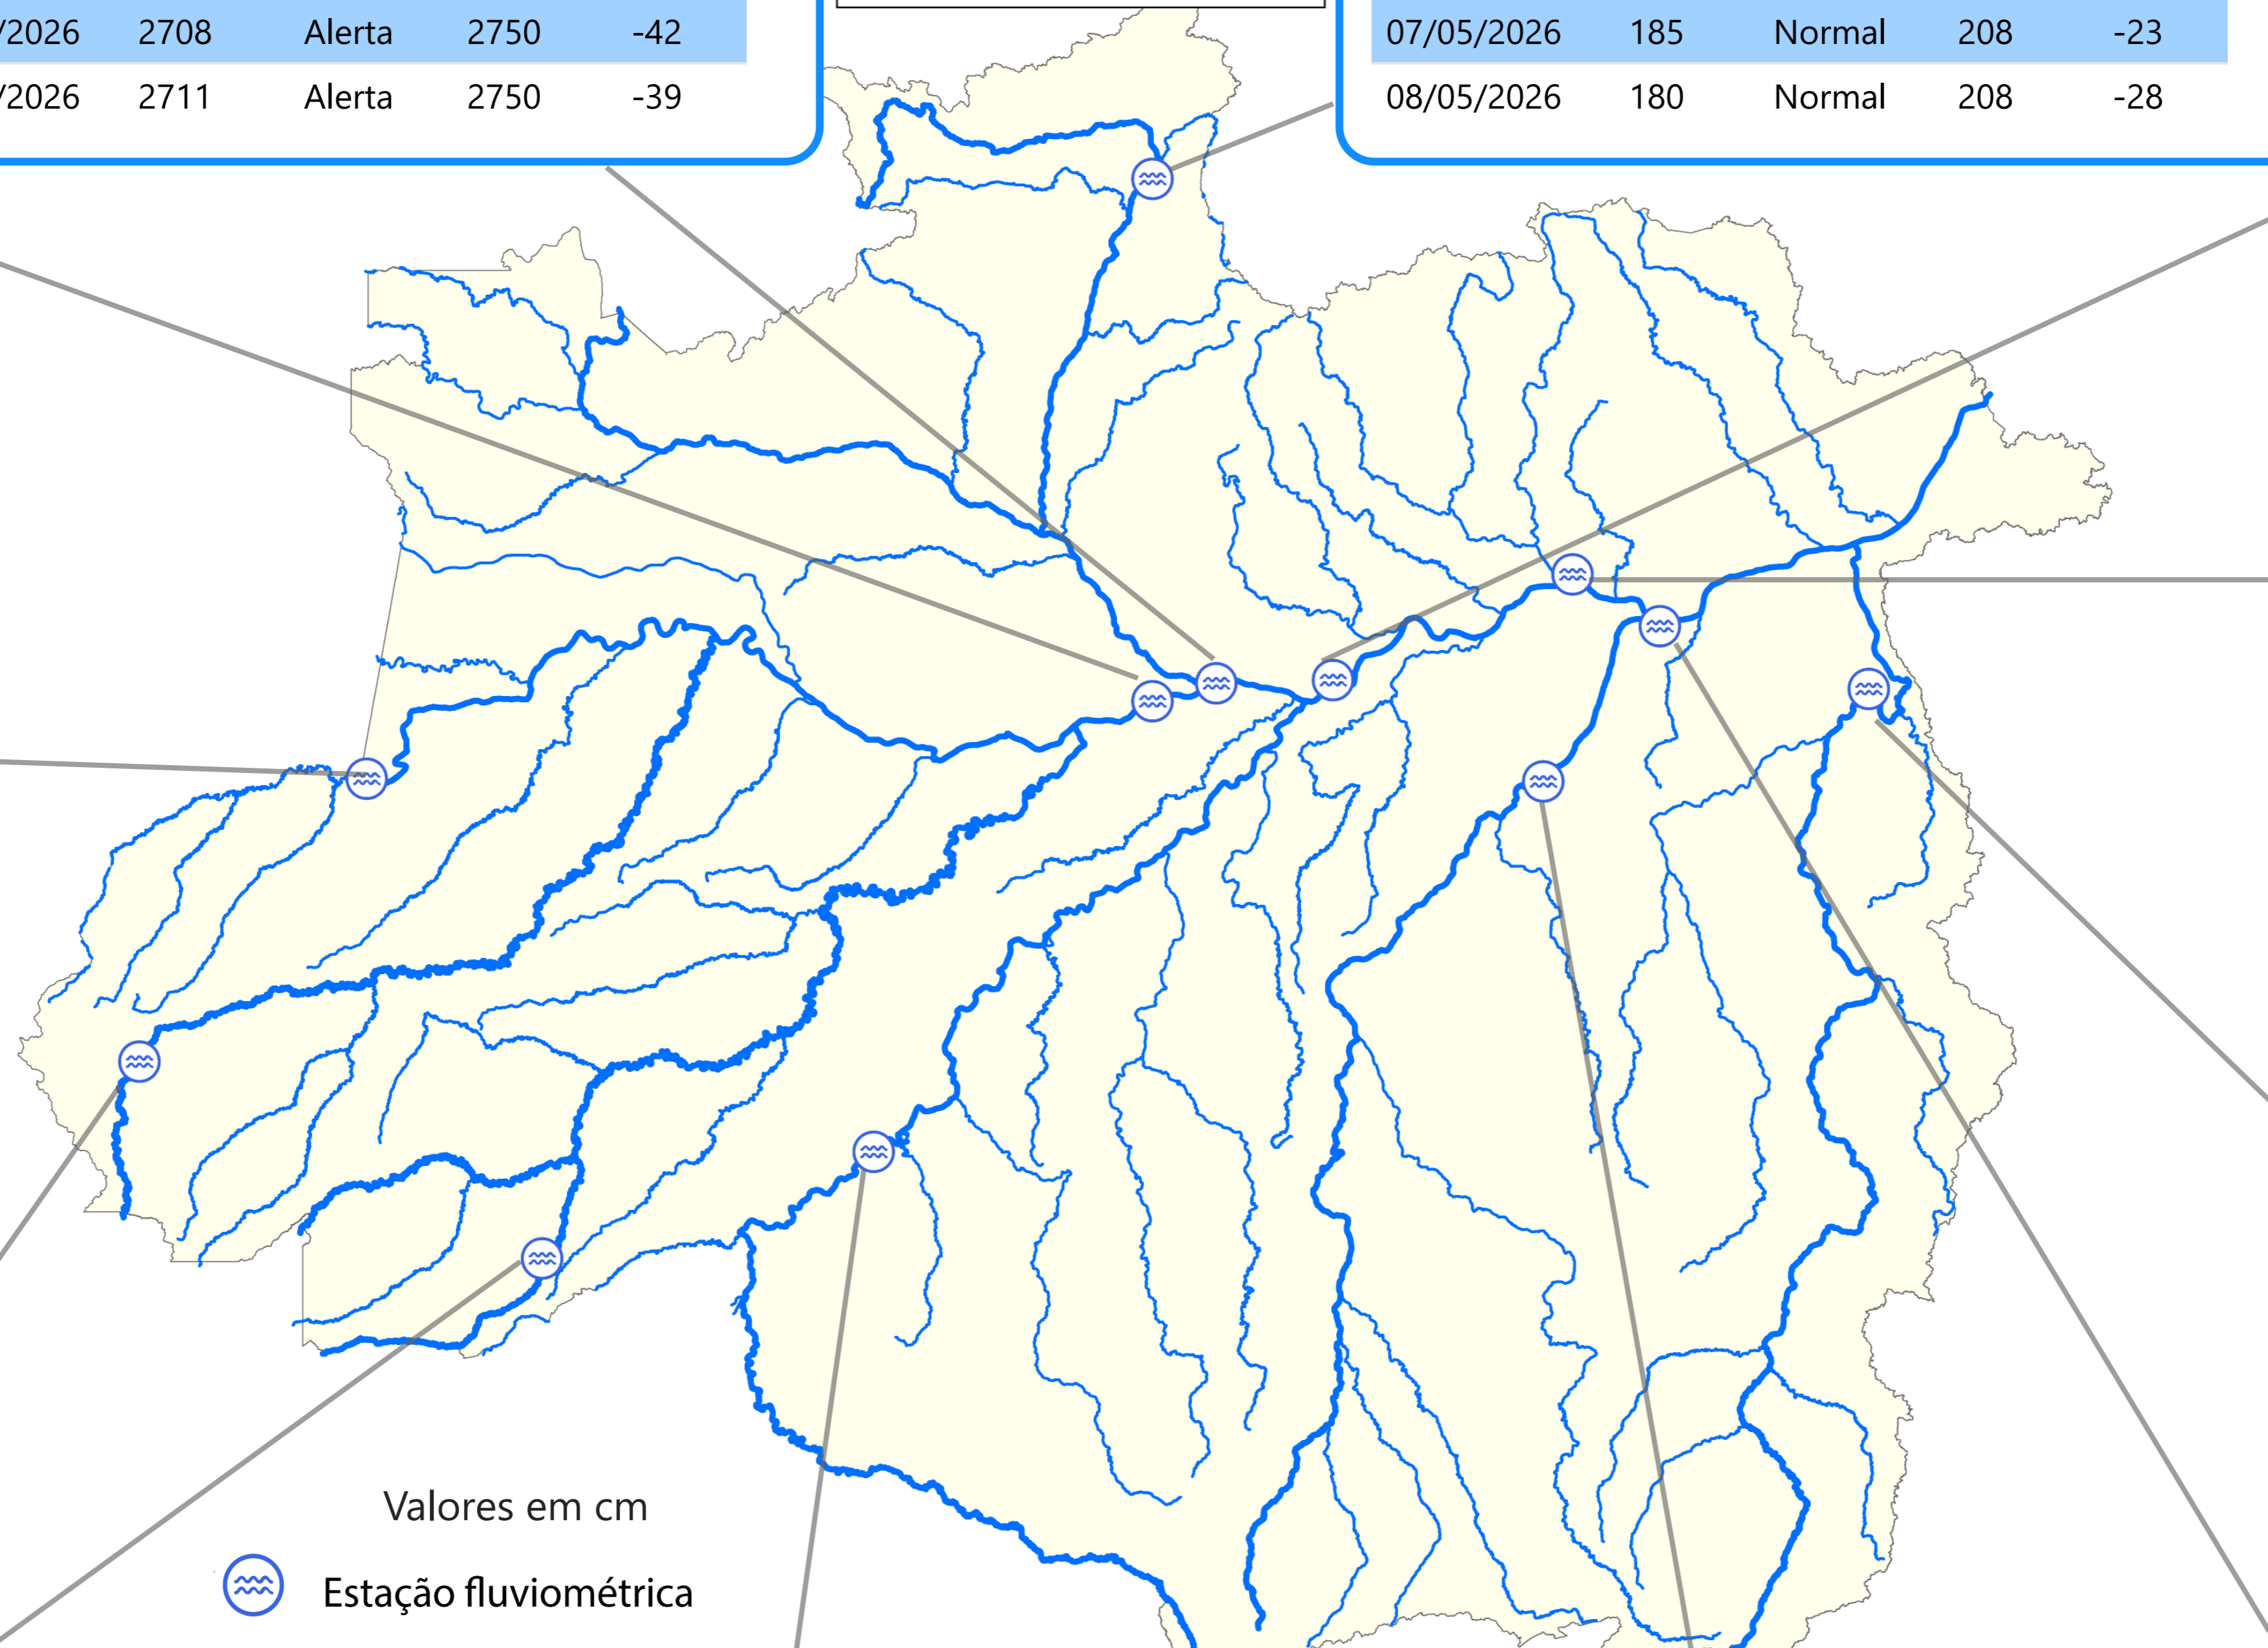 /2026 2708 Alerta 2750 -42
/2026 2711 Alerta 2750 -39
07/05/2026 185 Normal 208 -23
08/05/2026 180 Normal 208 -28
Valores em cm
Estação fluviométrica